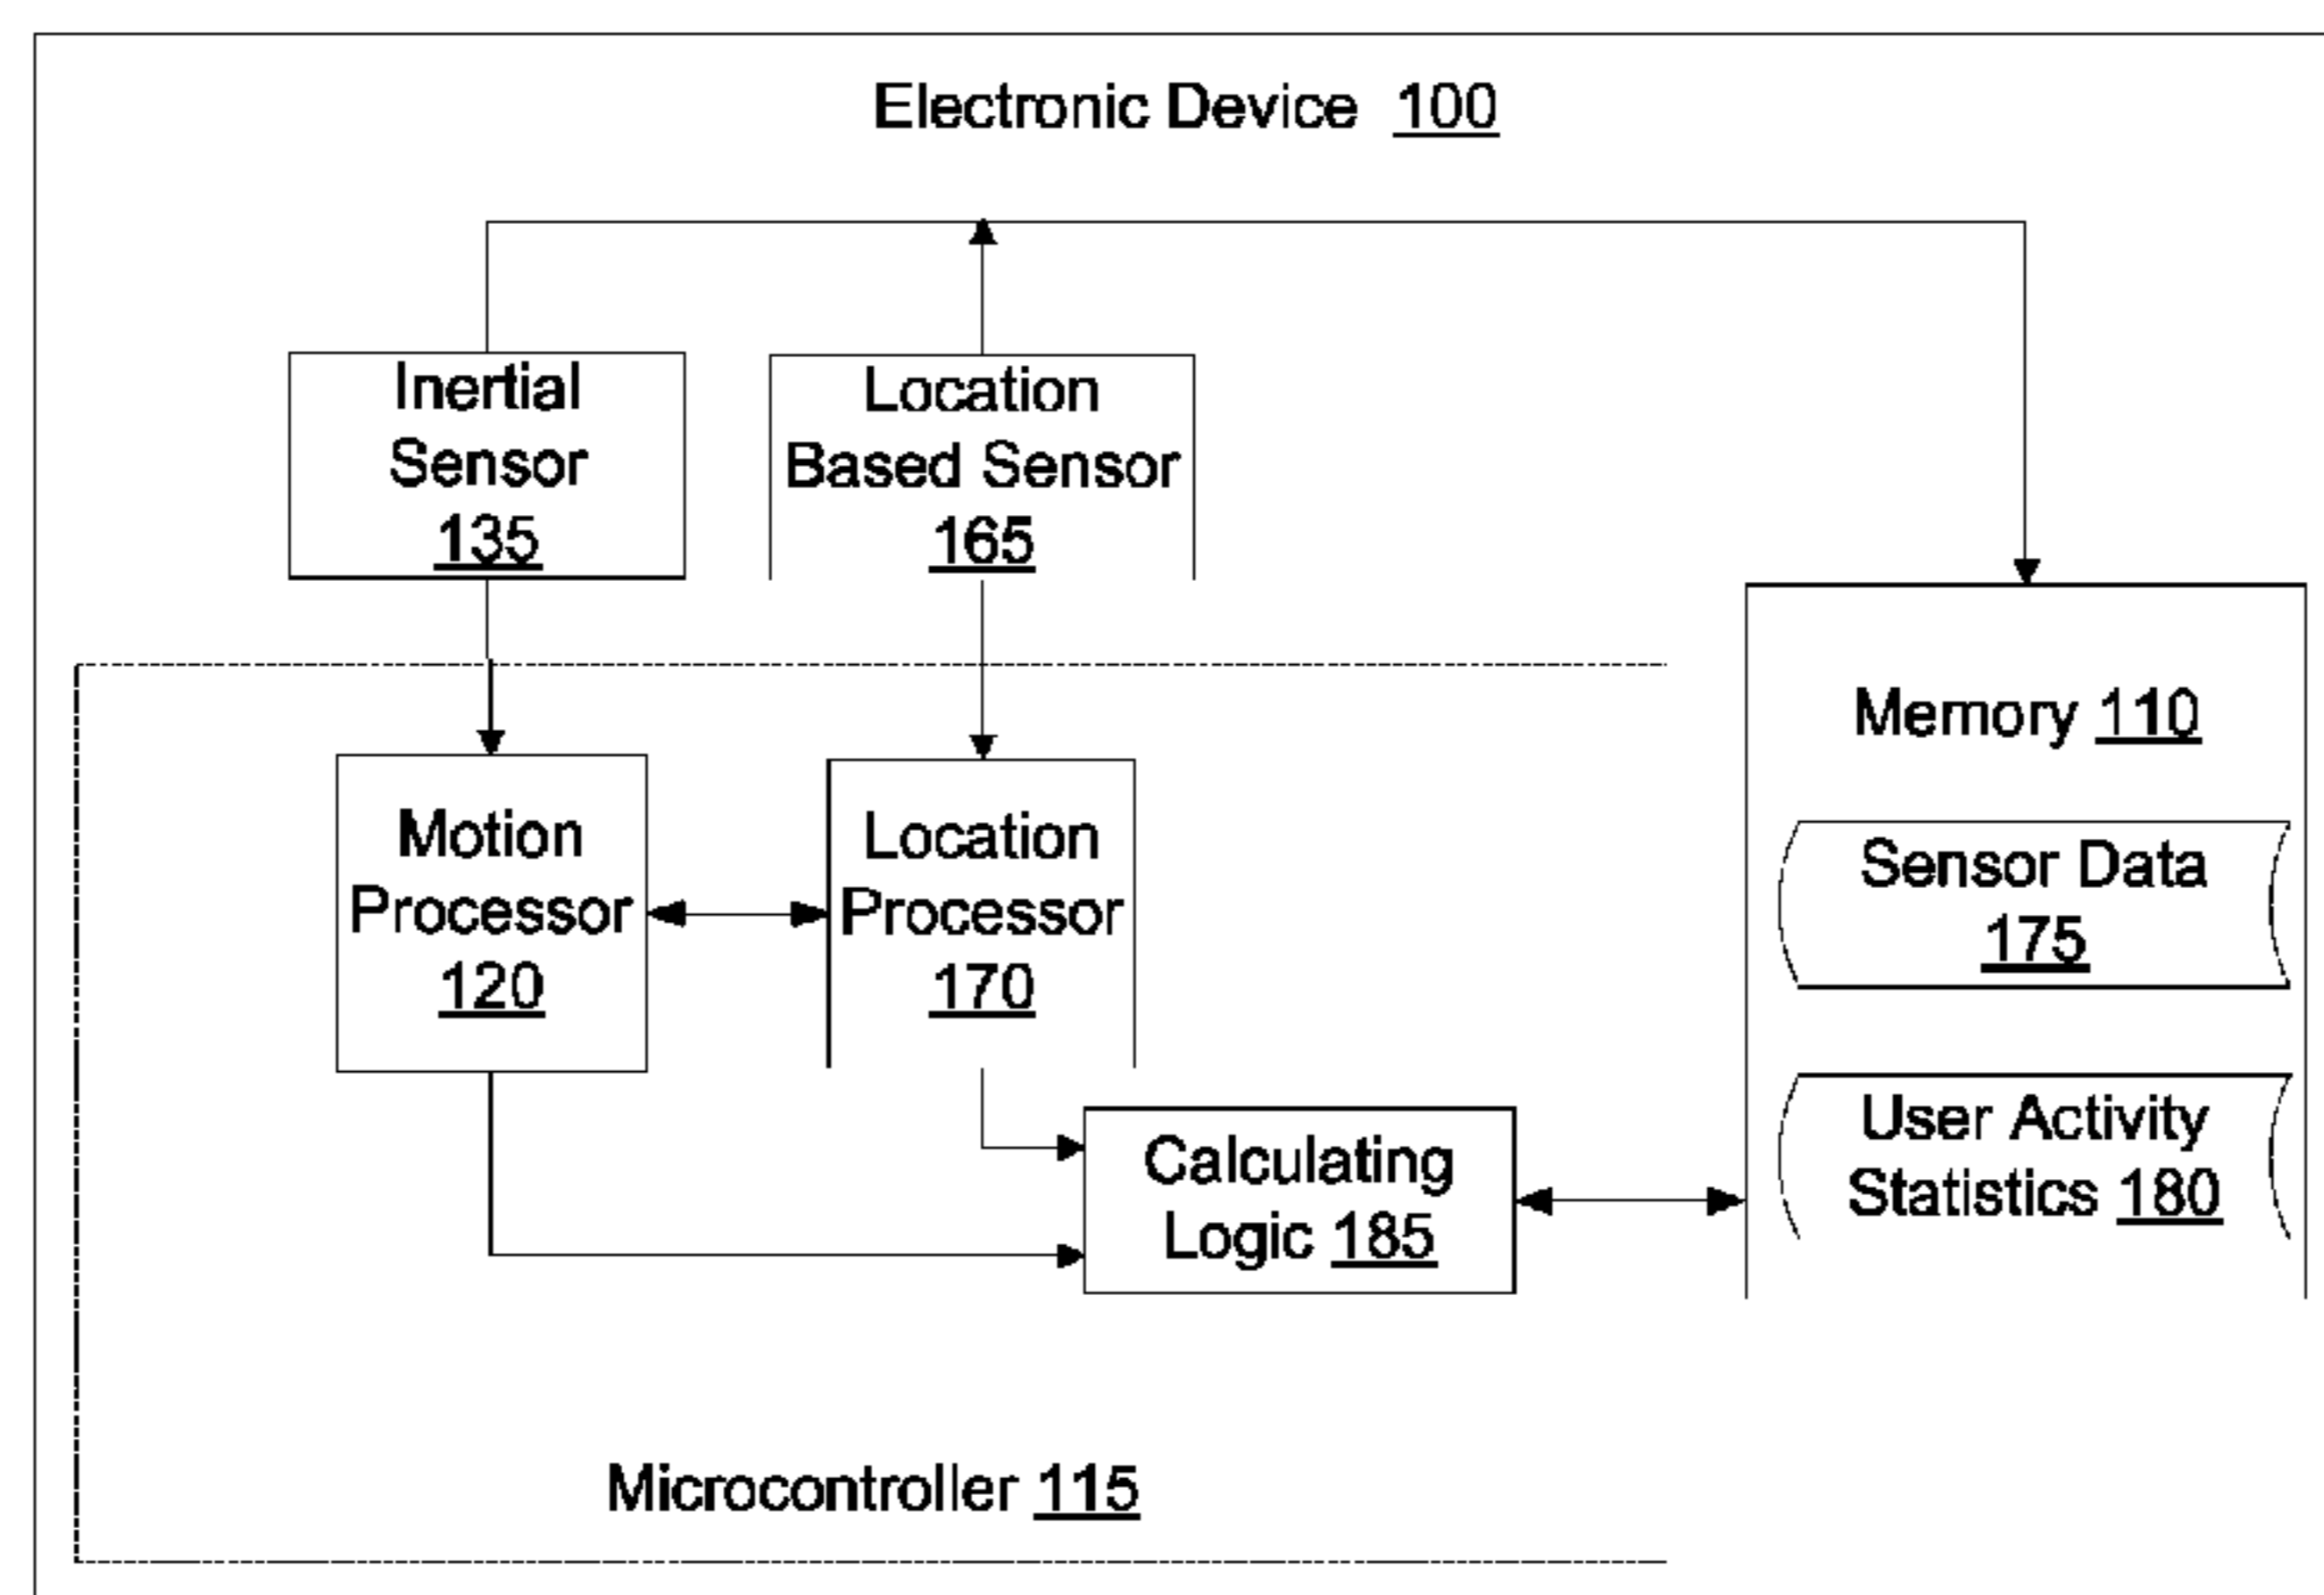 Electronic Device 100
Inertial
Sensor
135
Location
Based Sensor
165
Memory 110
Motion
Processor
120
Location
Processor
170
Sensor Data
175
User Activity
Statistics 180
Calculating
Logic 185
Microcontroller 115